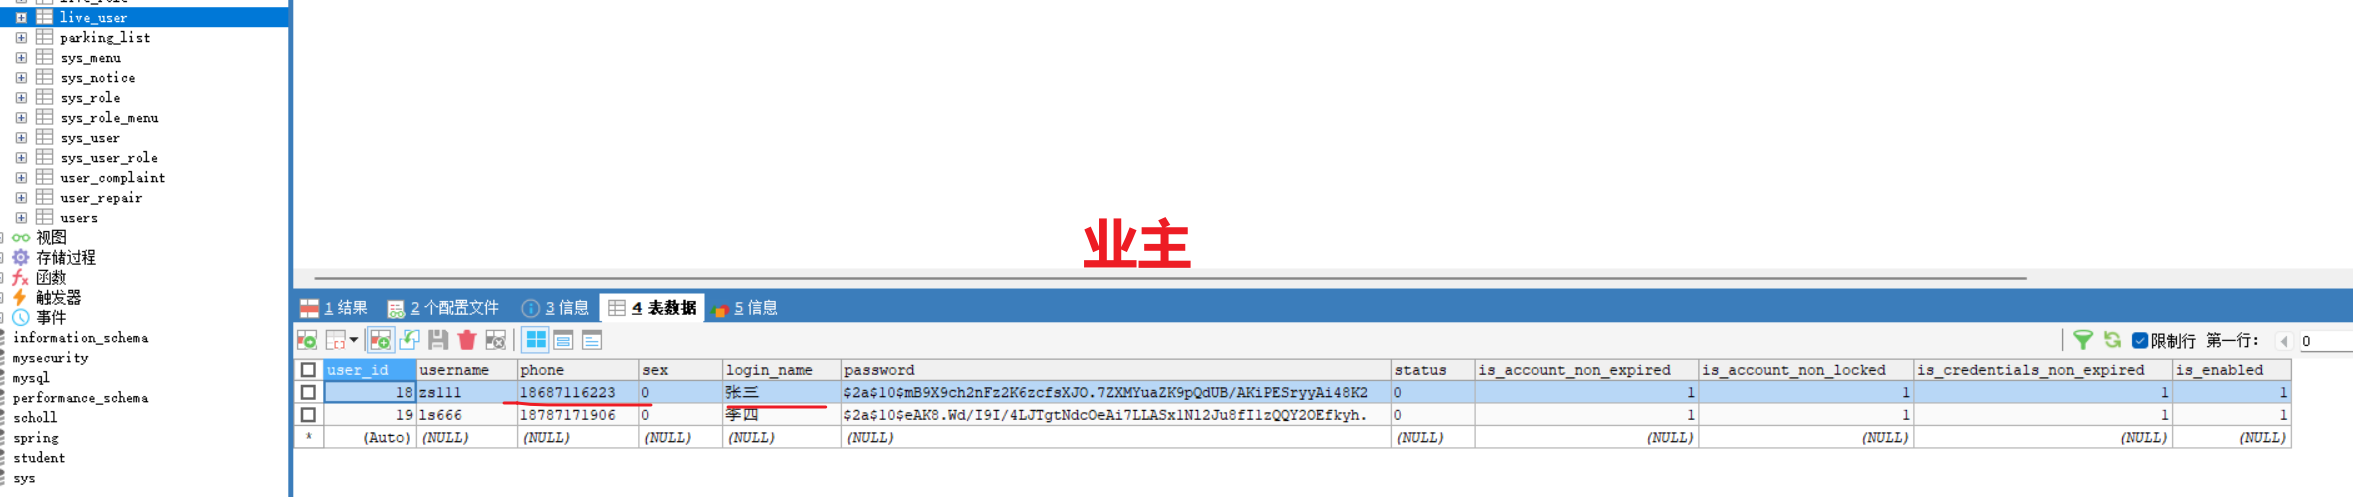 live_user
parking_list
sys_menu
sys_notice
sys_role
sys_role_menu
sys_user
sys_user_role
user_complaint
user_repair
users
视图
存储过程
函数
触发器
事件
information_schema
mysecurity
mysql
performance_schema
scholl
spring
student
sys
业主
1 结果 2 个配置文件 3 信息 4 表数据 5 信息
限制行 第一行: 0
user_id username phone sex login_name password status is_account_non_expired is_account_non_locked is_credentials_non_expired is_enabled
18 zs111 18687116223 0 张三 $2a$10$mB9X9ch2nFz2K6zcfsXJO.7ZXMYuaZK9pQdUB/AKiPESryyAi48K2 0 1 1 1 1
19 ls666 18787171906 0 李四 $2a$10$eAK8.Wd/I9I/4LJTgtNdcOeAi7LLASx1Nl2Ju8fIlzQQY2OEfkyh. 0 1 1 1 1
* (Auto) (NULL) (NULL) (NULL) (NULL) (NULL) (NULL) (NULL) (NULL) (NULL) (NULL)